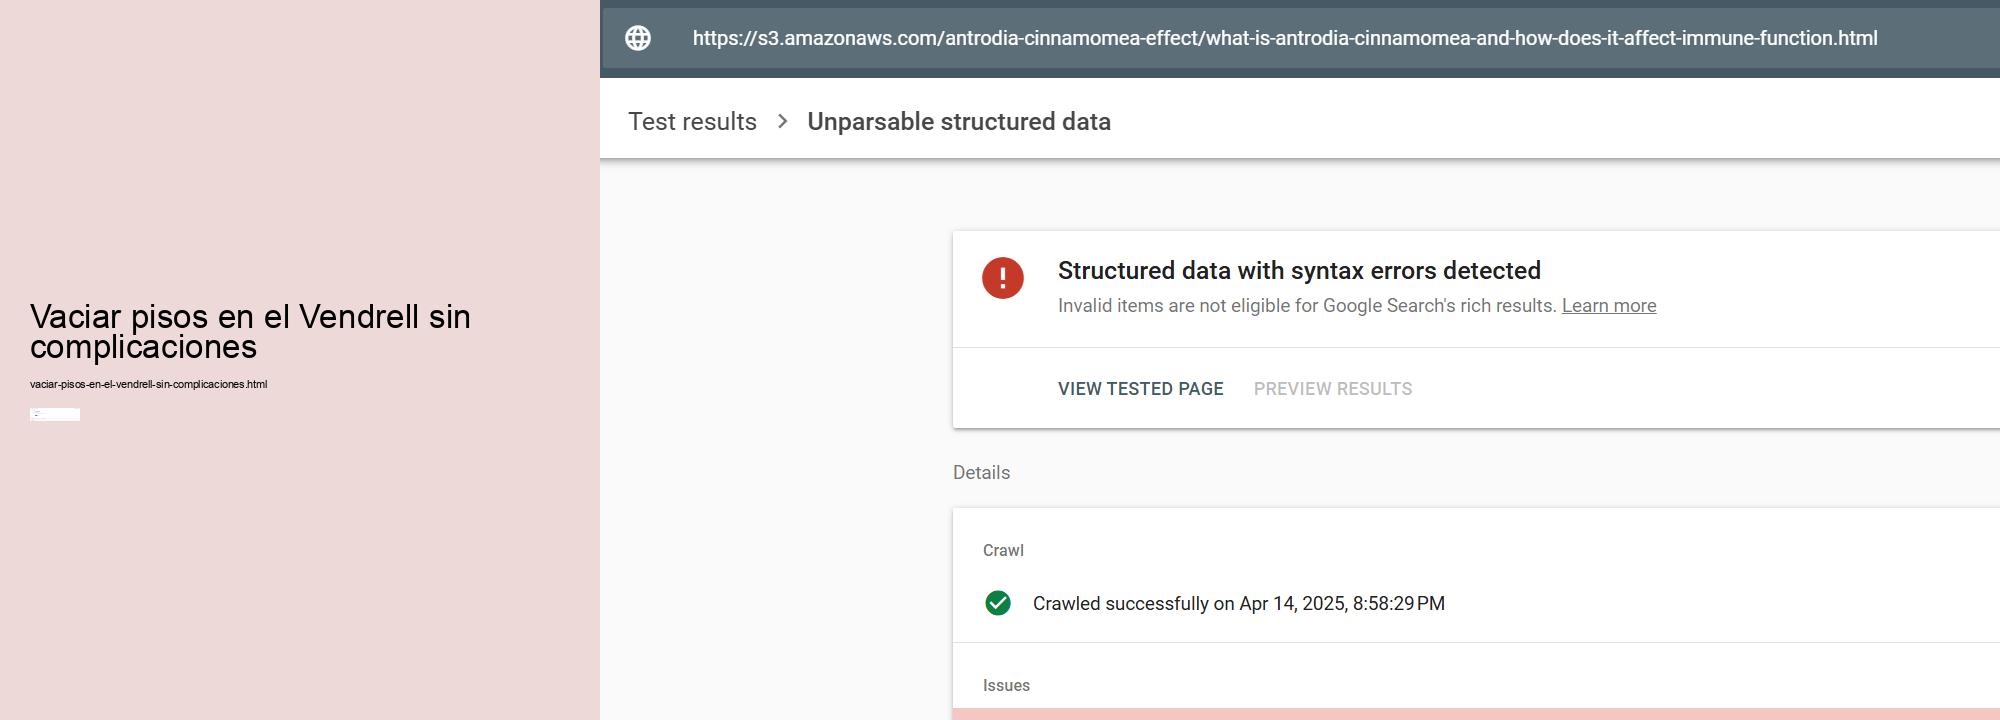 Vaciar pisos en el Vendrell sin
complicaciones
vaciar-pisos-en-el-vendrell-sin-complicaciones.html
https://s3.amazonaws.com/antrodia-cinnamomea-effect/what-is-antrodia-cinnamomea-and-how-does-it-affect-immune-function.html
Test results > Unparsable structured data
Structured data with syntax errors detected
Invalid items are not eligible for Google Search's rich results. Learn more
VIEW TESTED PAGE PREVIEW RESULTS
Details
Crawl
Crawled successfully on Apr 14, 2025, 8:58:29 PM
Issues